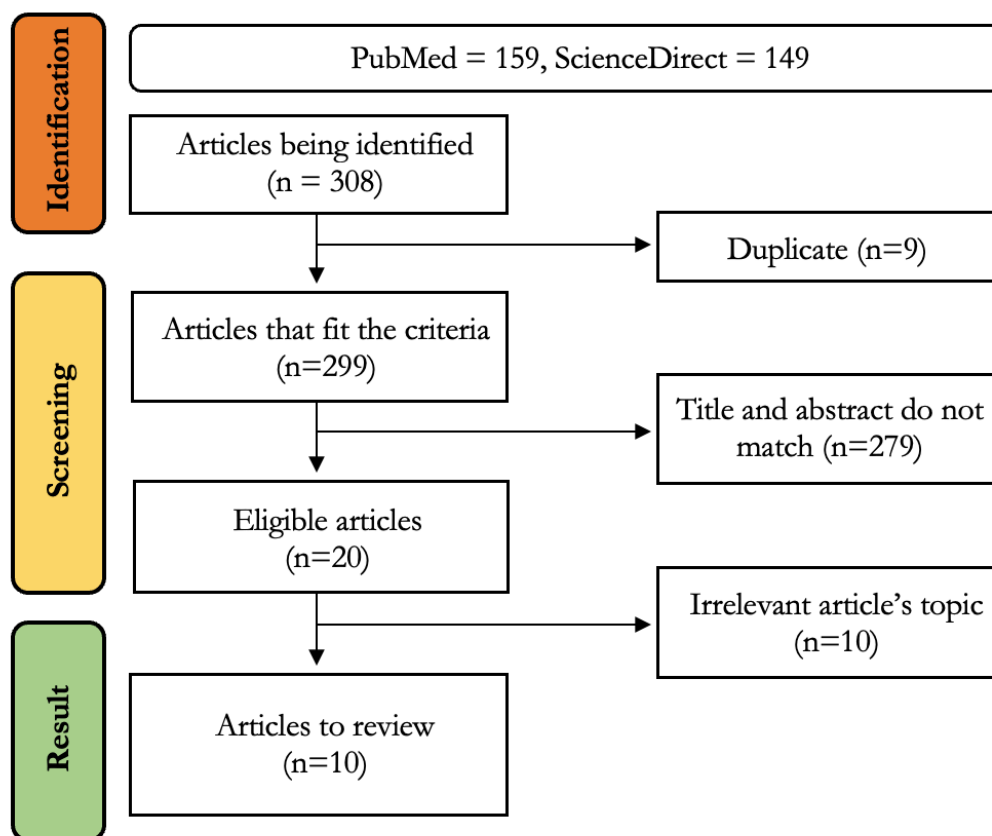 Identification
PubMed = 159, ScienceDirect = 149
Articles being identified
(n = 308)
Duplicate (n=9)
Screening
Articles that fit the criteria
(n=299)
Title and abstract do not
match (n=279)
Eligible articles
(n=20)
Irrelevant article's topic
(n=10)
Result
Articles to review
(n=10)